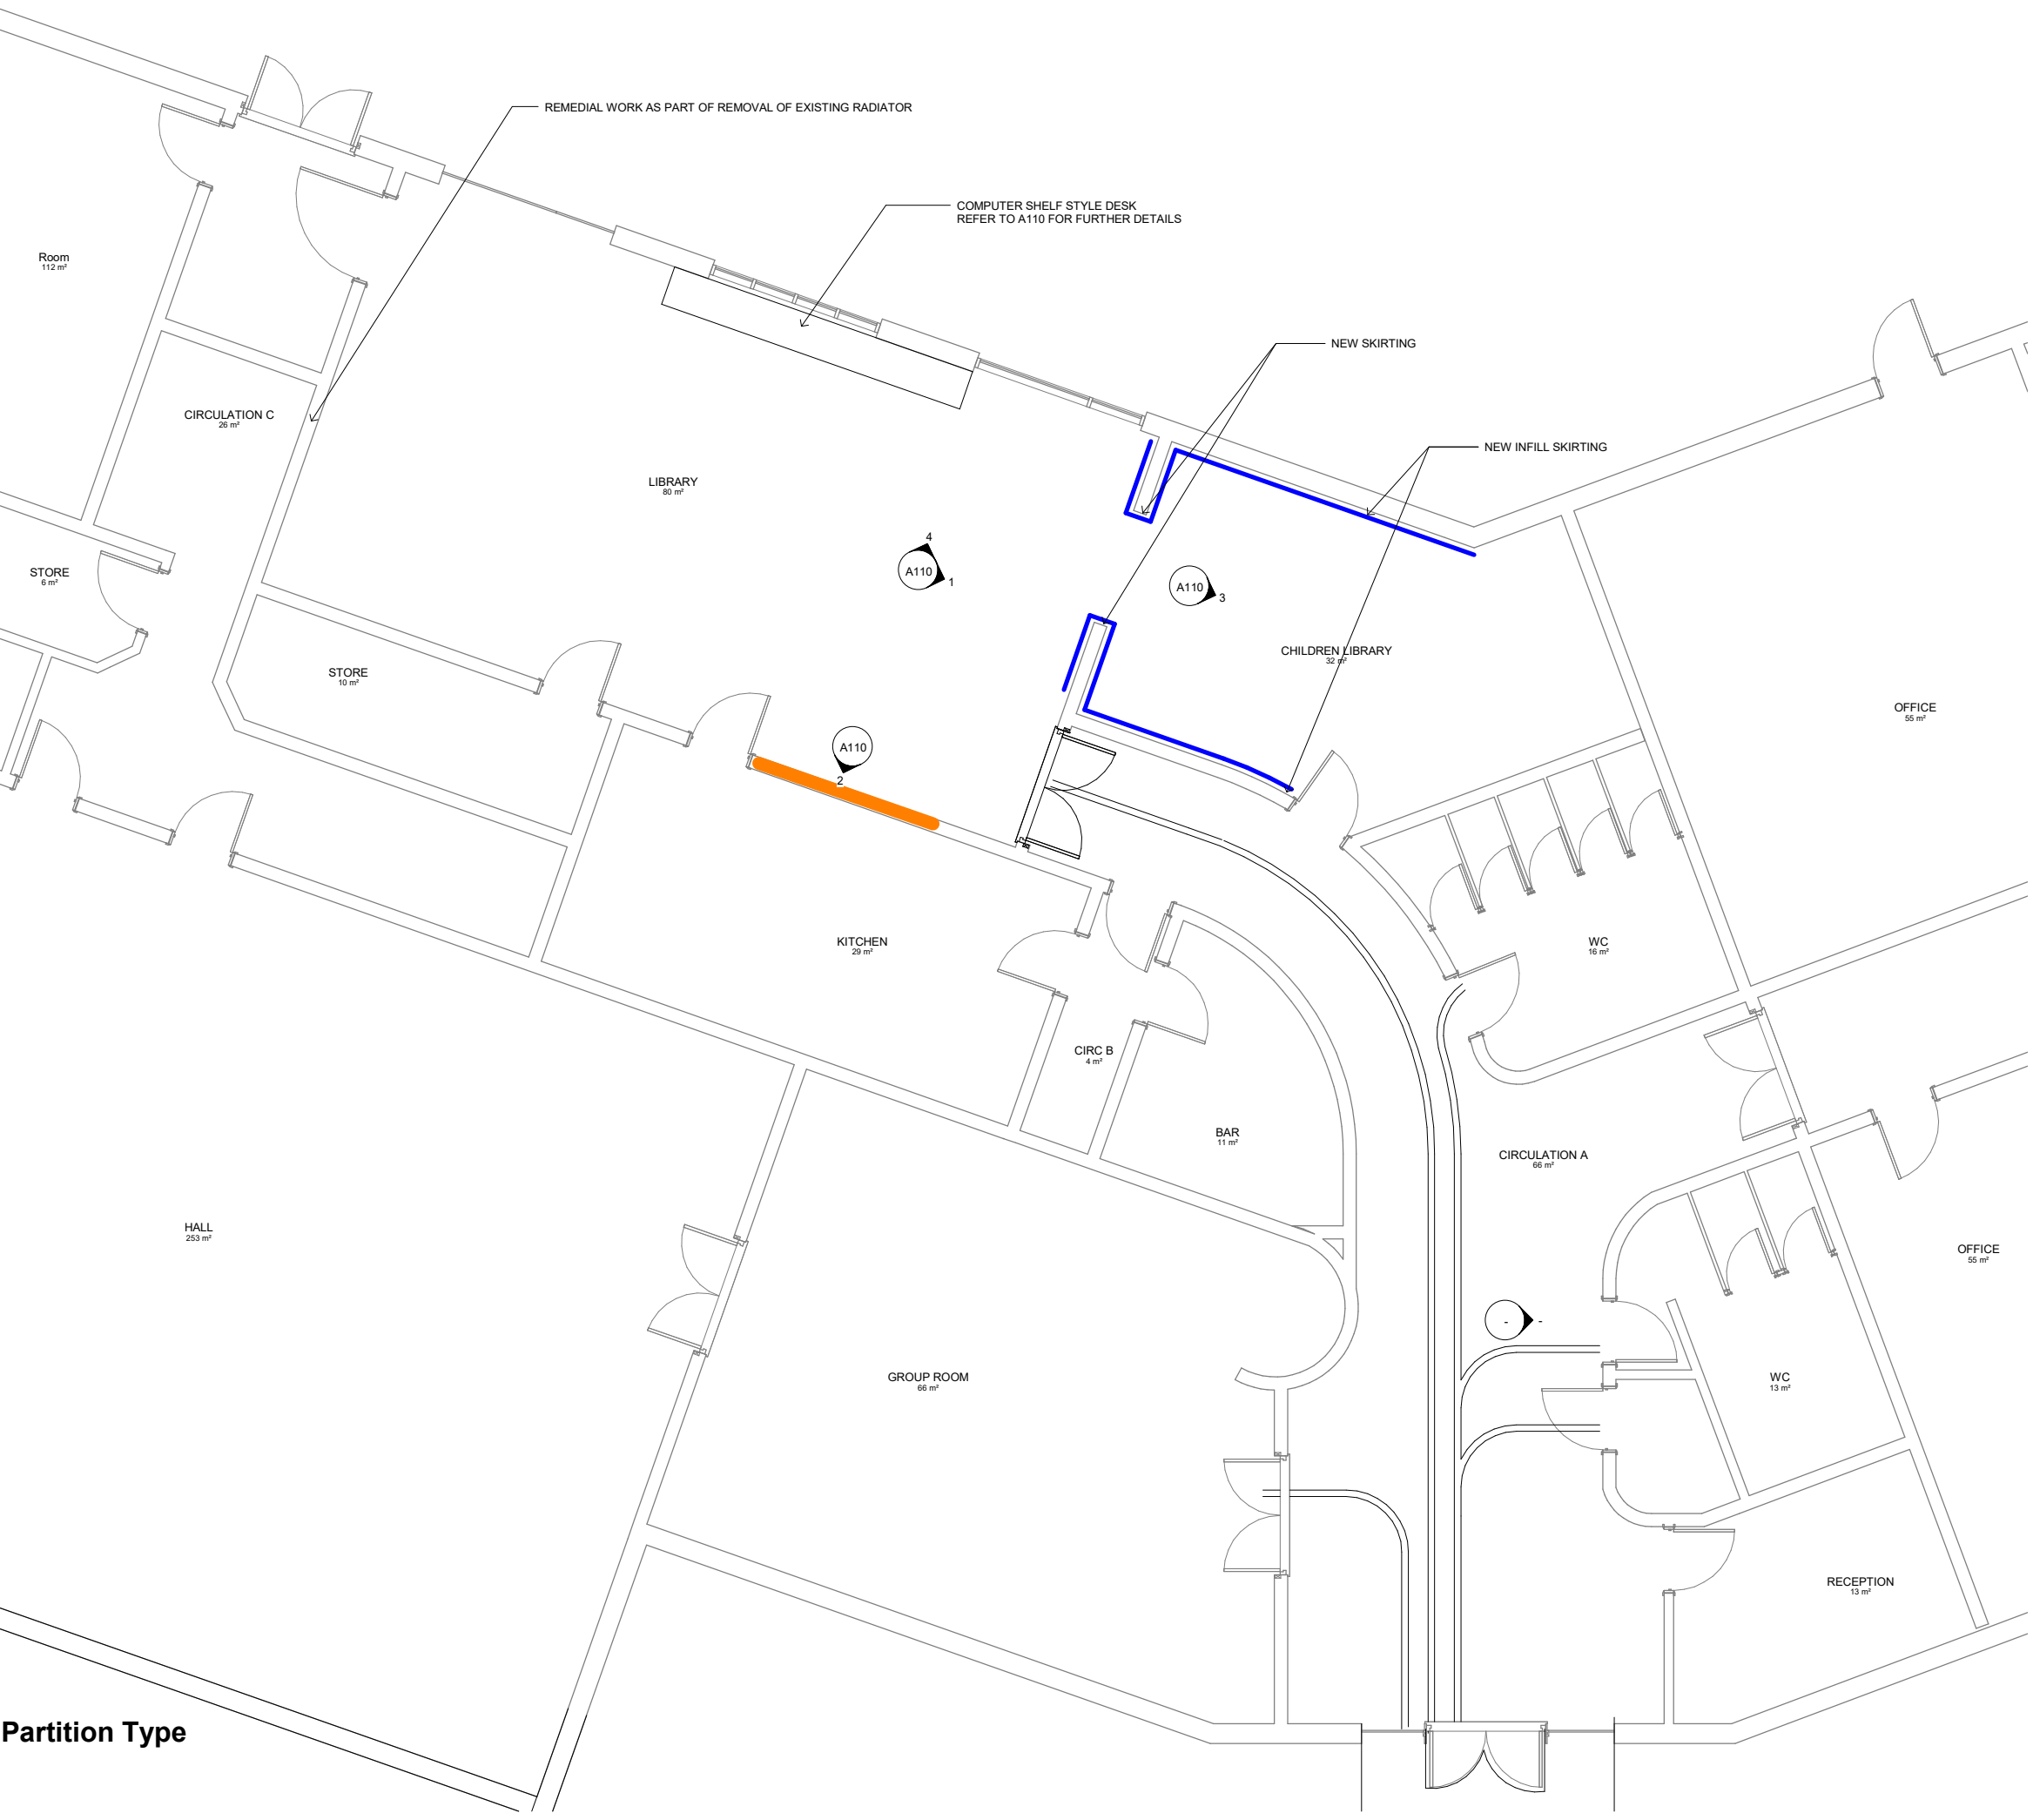 REMEDIAL WORK AS PART OF REMOVAL OF EXISTING RADIATOR
COMPUTER SHELF STYLE DESK
REFER TO A110 FOR FURTHER DETAILS
Room
112 m²
NEW SKIRTING
CIRCULATION C
26 m²
NEW INFILL SKIRTING
LIBRARY
80 m²
4
A110
1
A110
3
STORE
6 m²
CHILDREN LIBRARY
32 m²
STORE
10 m²
OFFICE
55 m²
A110
2
KITCHEN
29 m²
WC
16 m²
CIRC B
4 m²
BAR
11 m²
CIRCULATION A
66 m²
HALL
253 m²
OFFICE
55 m²
- -
GROUP ROOM
66 m²
WC
13 m²
RECEPTION
13 m²
Partition Type